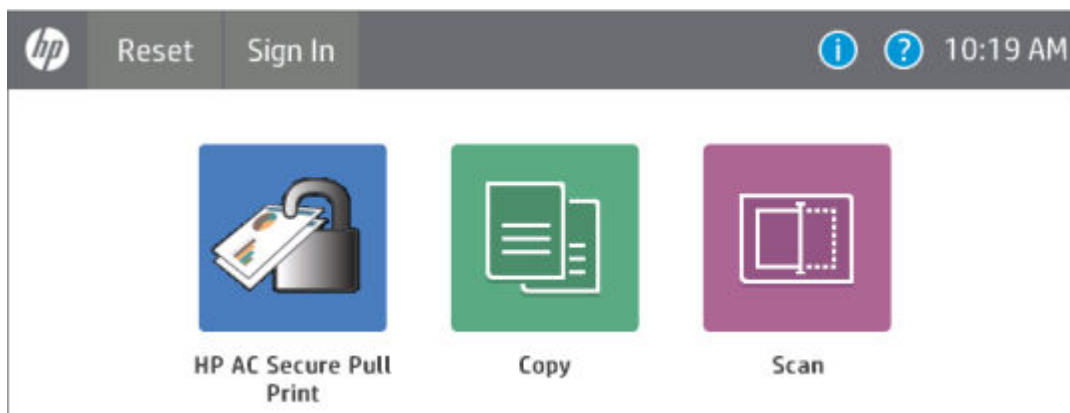 hp Reset Sign In i ? 10:19 AM
HP AC Secure Pull Print
Copy
Scan